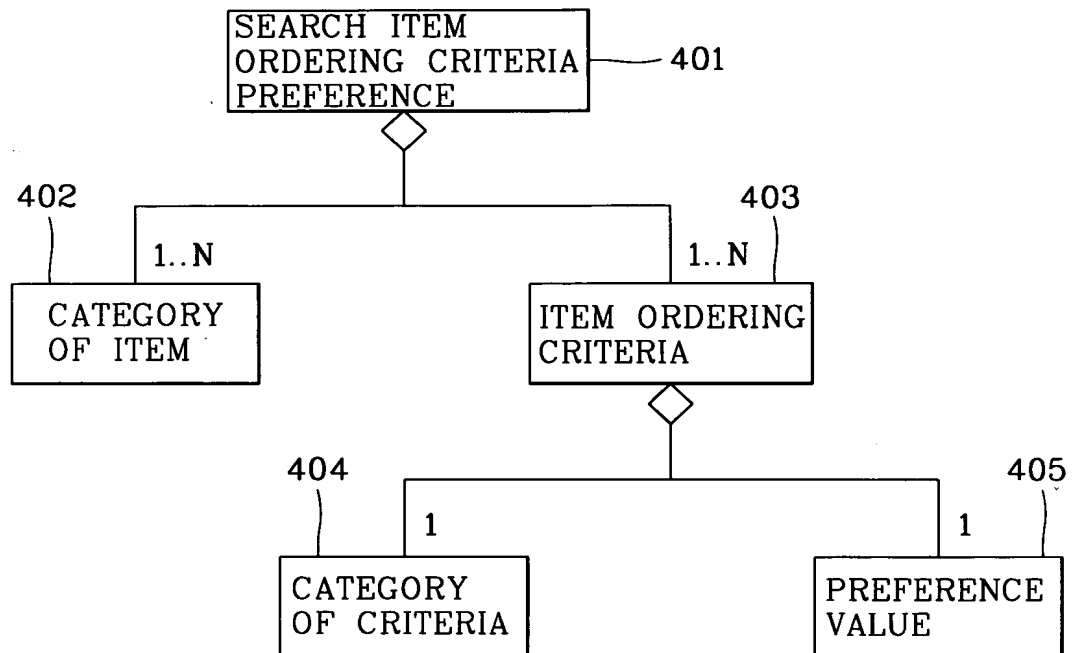 SEARCH ITEM
ORDERING CRITERIA
PREFERENCE
401
402
403
1..N
1..N
CATEGORY
OF ITEM
ITEM ORDERING
CRITERIA
404
405
1
1
CATEGORY
OF CRITERIA
PREFERENCE
VALUE